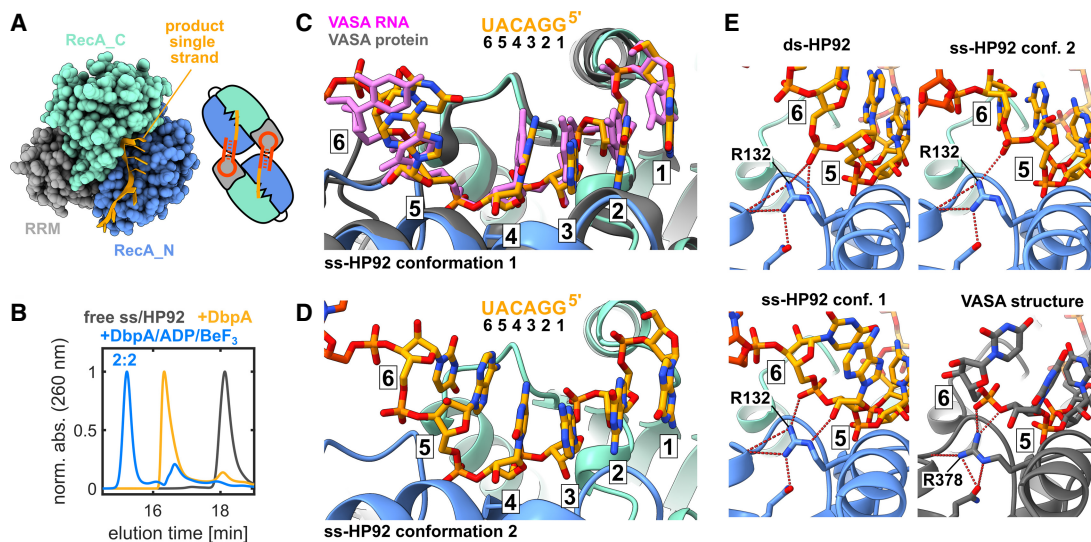 A
RecA_C
product
single
strand
RRM
RecA_N
B
free ss/HP92 +DbpA
+DbpA/ADP/BeF3
2:2
norm. abs. (260 nm)
1
0.5
0
16
18
elution time [min]
C
VASA RNA
VASA protein
UACAGG5'
6 5 4 3 2 1
6
5
4
3
2
1
ss-HP92 conformation 1
D
UACAGG5'
6 5 4 3 2 1
6
5
4
3
2
1
ss-HP92 conformation 2
E
ds-HP92
6
R132
5
ss-HP92 conf. 2
6
R132
5
ss-HP92 conf. 1
6
R132
5
VASA structure
6
5
R378